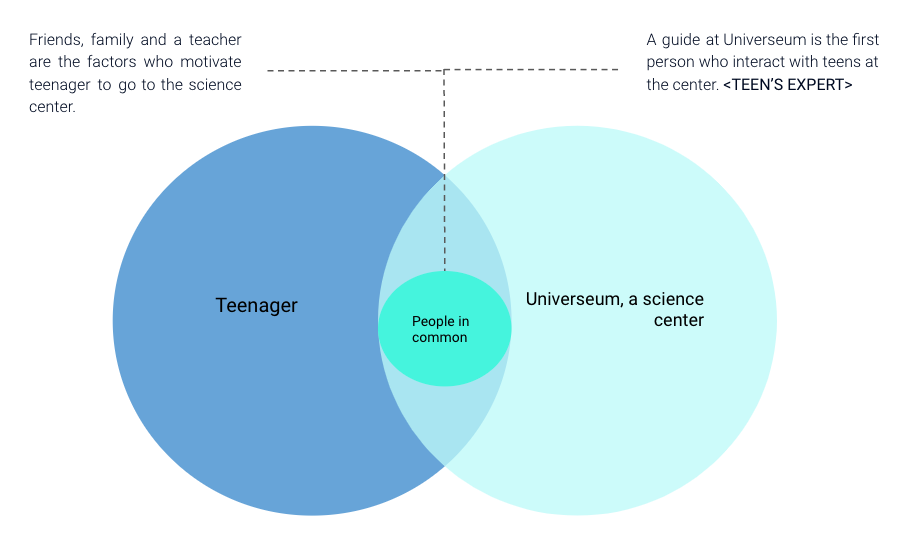 Friends, family and a teacher
are the factors who motivate
teenager to go to the science
center.
A guide at Universeum is the first
person who interact with teens at
the center. <TEEN’S EXPERT>
Teenager
People in
common
Universeum, a science
center